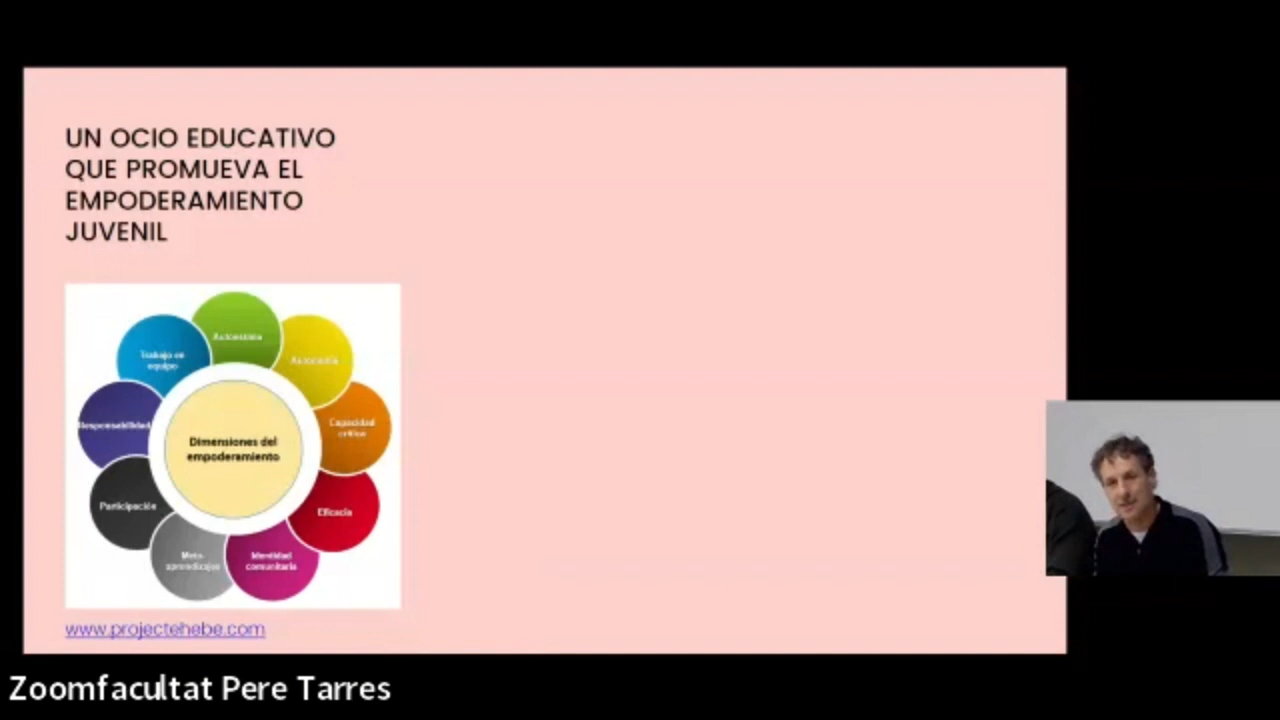 UN OCIO EDUCATIVO
QUE PROMUEVA EL
EMPODERAMIENTO
JUVENIL
Autoestima
Autonomía
Trabajo en
equipo
Capacidad
crítica
Responsabilidad
Dimensiones del
empoderamiento
Participación
Eficacia
Meta-
aprendizajes
Identidad
comunitaria
www.projectehebe.com
Zoomfacultat Pere Tarres